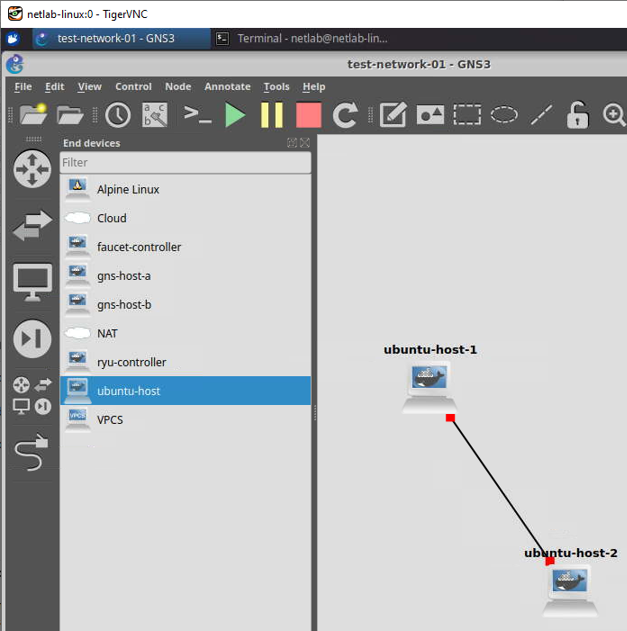 netlab-linux:0 - TigerVNC
test-network-01 - GNS3
Terminal - netlab@netlab-lin...
test-network-01 - GNS3
File Edit View Control Node Annotate Tools Help
End devices
Filter
Alpine Linux
Cloud
faucet-controller
gns-host-a
gns-host-b
NAT
ryu-controller
ubuntu-host
VPCS
VPCS
ubuntu-host-1
ubuntu-host-2